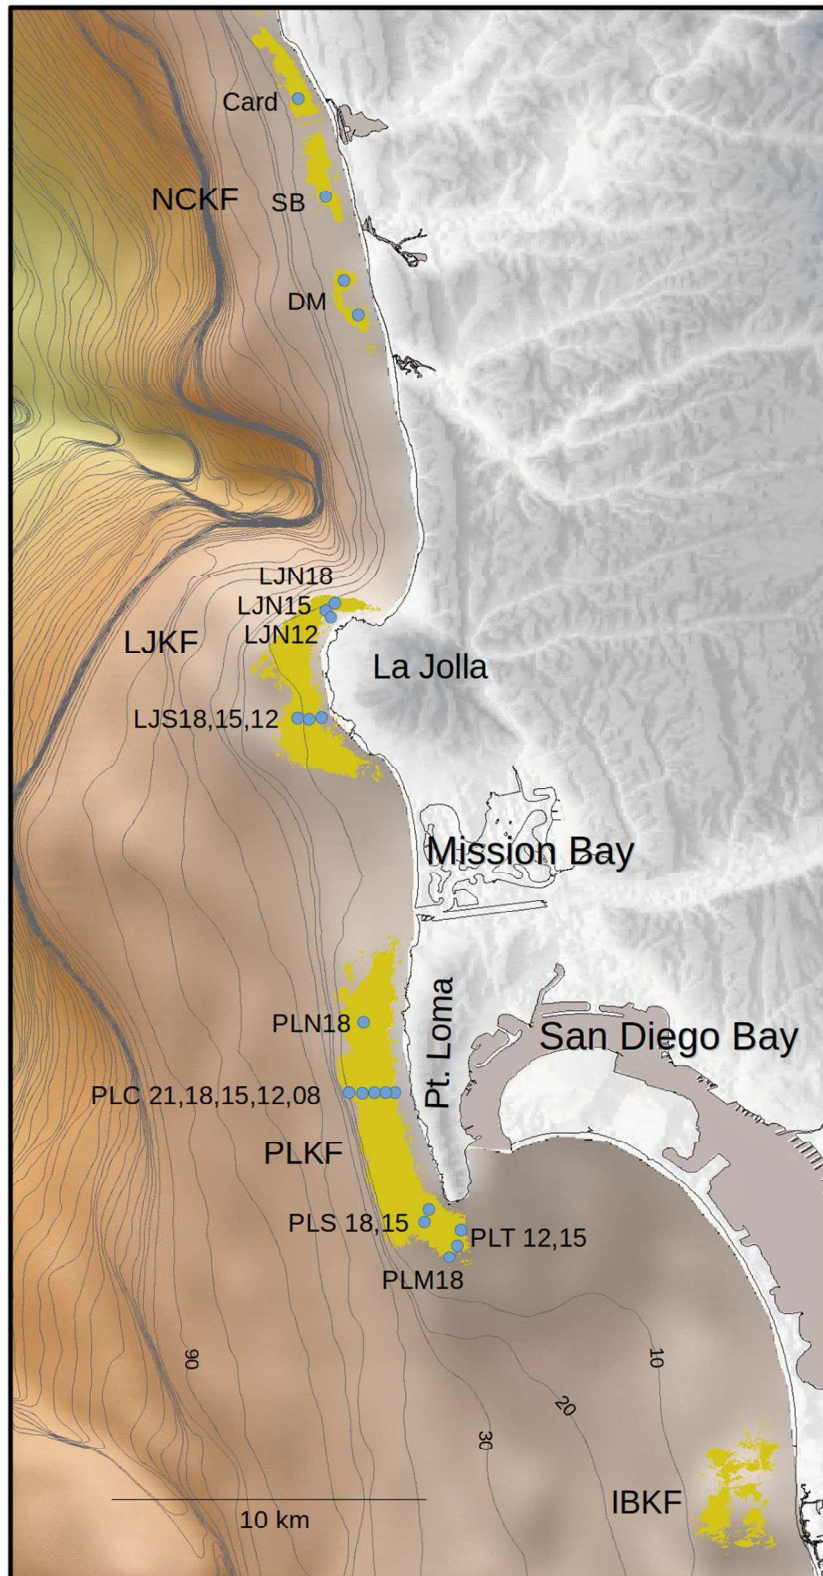 Card
NCKF
SB
DM
LJN18
LJN15
LJN12
LJKF
La Jolla
LJS18,15,12
Mission Bay
Pt. Loma
PLN18
San Diego Bay
PLC 21,18,15,12,08
PLKF
PLS 18,15
PLT 12,15
PLM18
90
10
20
30
IBKF
10 km